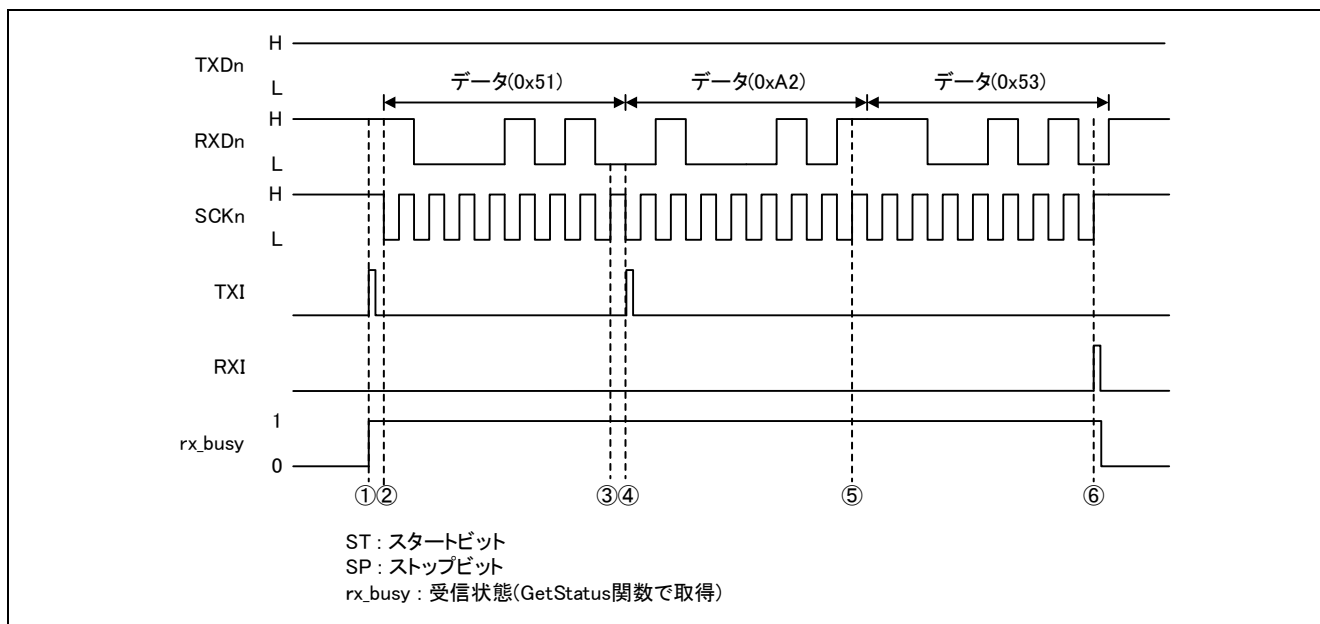 TXDn
H
L
データ(0x51)
データ(0xA2)
データ(0x53)
RXDn
H
L
SCKn
H
L
TXI
RXI
rx_busy
1
0
①②
③④
⑤
⑥
ST : スタートビット
SP : ストップビット
rx_busy : 受信状態(GetStatus関数で取得)